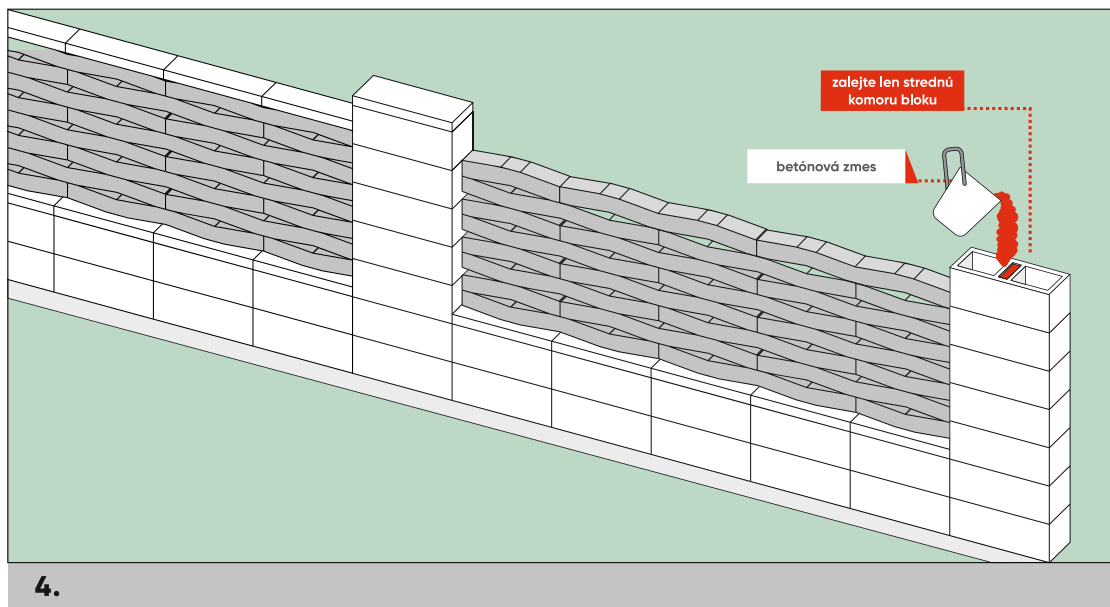 zalejte len strednú
komoru bloku
betónová zmes
4.